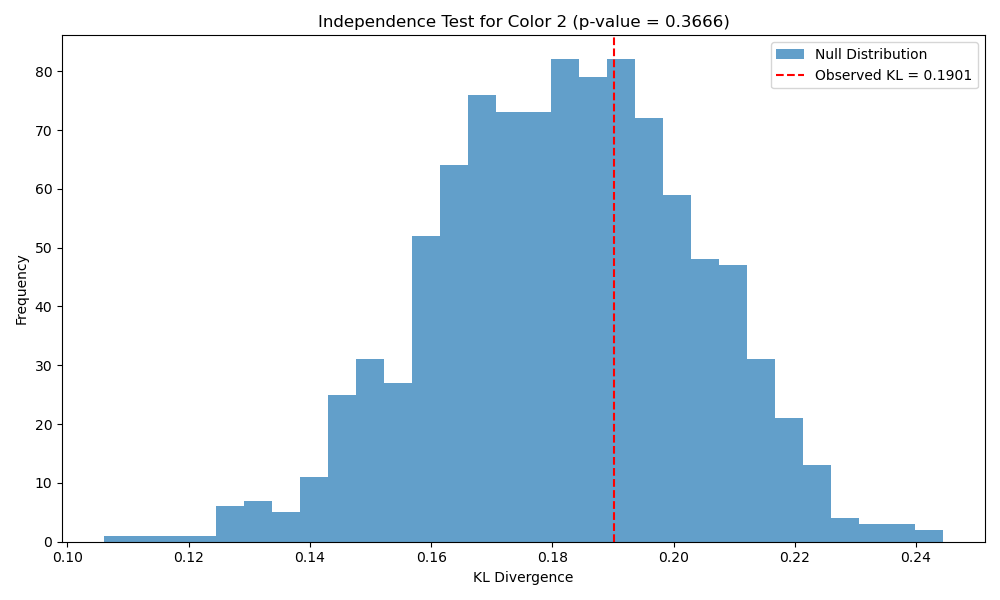 Independence Test for Color 2 (p-value = 0.3666)
Null Distribution
Observed KL = 0.1901
Frequency
80
70
60
50
40
30
20
10
0
0.10 0.12 0.14 0.16 0.18 0.20 0.22 0.24
KL Divergence